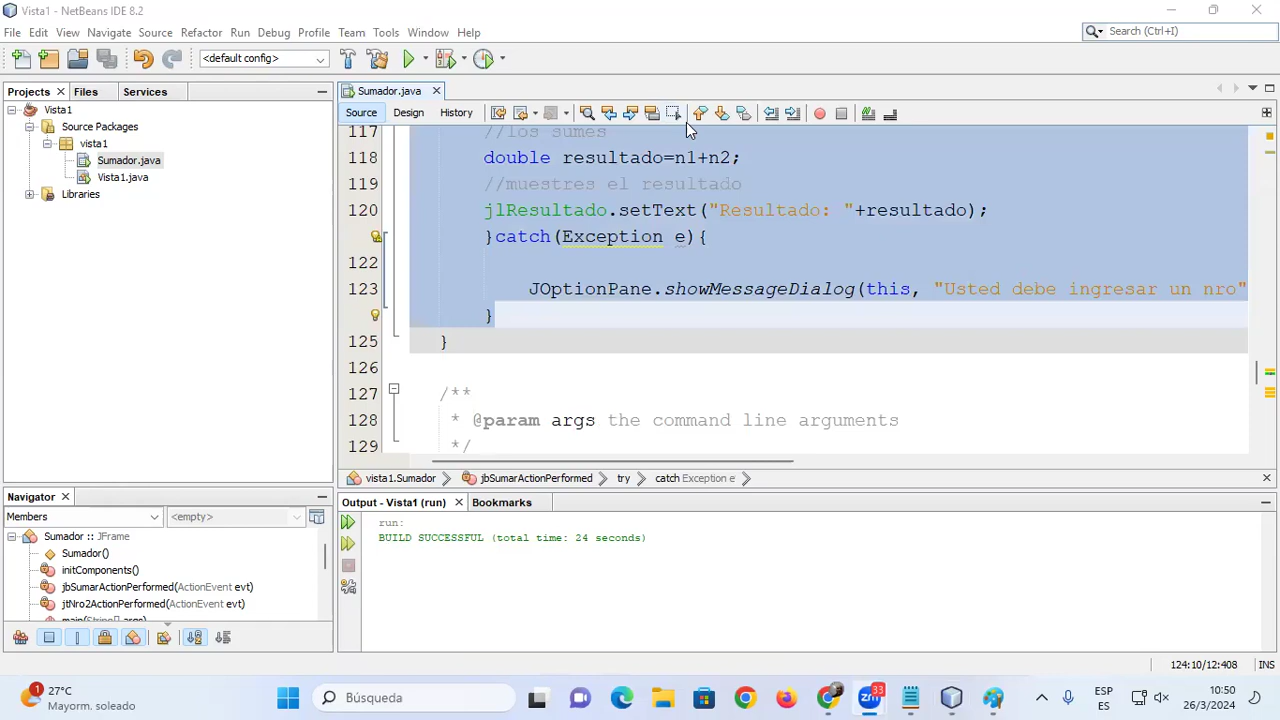 Vista1 - NetBeans IDE 8.2
File Edit View Navigate Source Refactor Run Debug Profile Team Tools Window Help
Search (Ctrl+I)
<default config>
Projects Files Services
Sumador.java
Source Design History
Vista1
Source Packages
vista1
Sumador.java
Vista1.java
Libraries
117 //los sumes
118 double resultado=n1+n2;
119 //muestres el resultado
120 jlResultado.setText("Resultado: "+resultado);
}catch(Exception e){
122
123 JOptionPane.showMessageDialog(this, "Usted debe ingresar un nro"
}
125 }
126
127 /**
128 * @param args the command line arguments
129 */
vista1.Sumador jbSumarActionPerformed try catch Exception e
Navigator
Members <empty>
Sumador :: JFrame
Sumador()
initComponents()
jbSumarActionPerformed(ActionEvent evt)
jtNro2ActionPerformed(ActionEvent evt)
main(String[] args)
Output - Vista1 (run) Bookmarks
run:
BUILD SUCCESSFUL (total time: 24 seconds)
124:10/12:408 INS
1
27°C
Mayorm. soleado
Búsqueda
zm
33
ESP
ES
10:50
26/3/2024